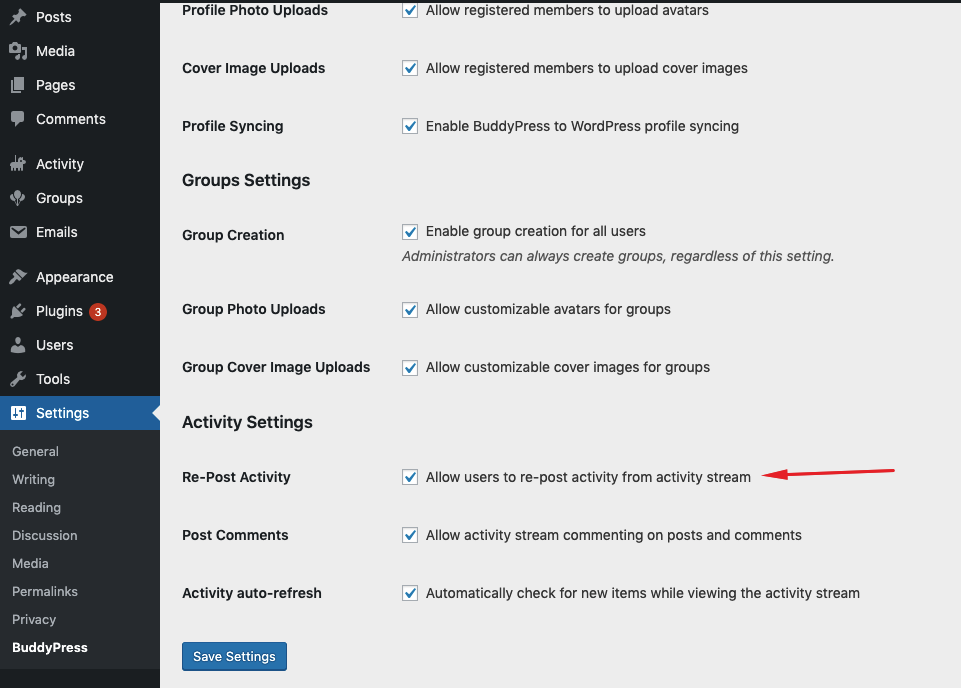 Posts
Media
Pages
Comments
Activity
Groups
Emails
Appearance
Plugins 3
Users
Tools
Settings
General
Writing
Reading
Discussion
Media
Permalinks
Privacy
BuddyPress
Profile Photo Uploads Allow registered members to upload avatars
Cover Image Uploads Allow registered members to upload cover images
Profile Syncing Enable BuddyPress to WordPress profile syncing
Groups Settings
Group Creation Enable group creation for all users
Administrators can always create groups, regardless of this setting.
Group Photo Uploads Allow customizable avatars for groups
Group Cover Image Uploads Allow customizable cover images for groups
Activity Settings
Re-Post Activity Allow users to re-post activity from activity stream
Post Comments Allow activity stream commenting on posts and comments
Activity auto-refresh Automatically check for new items while viewing the activity stream
Save Settings